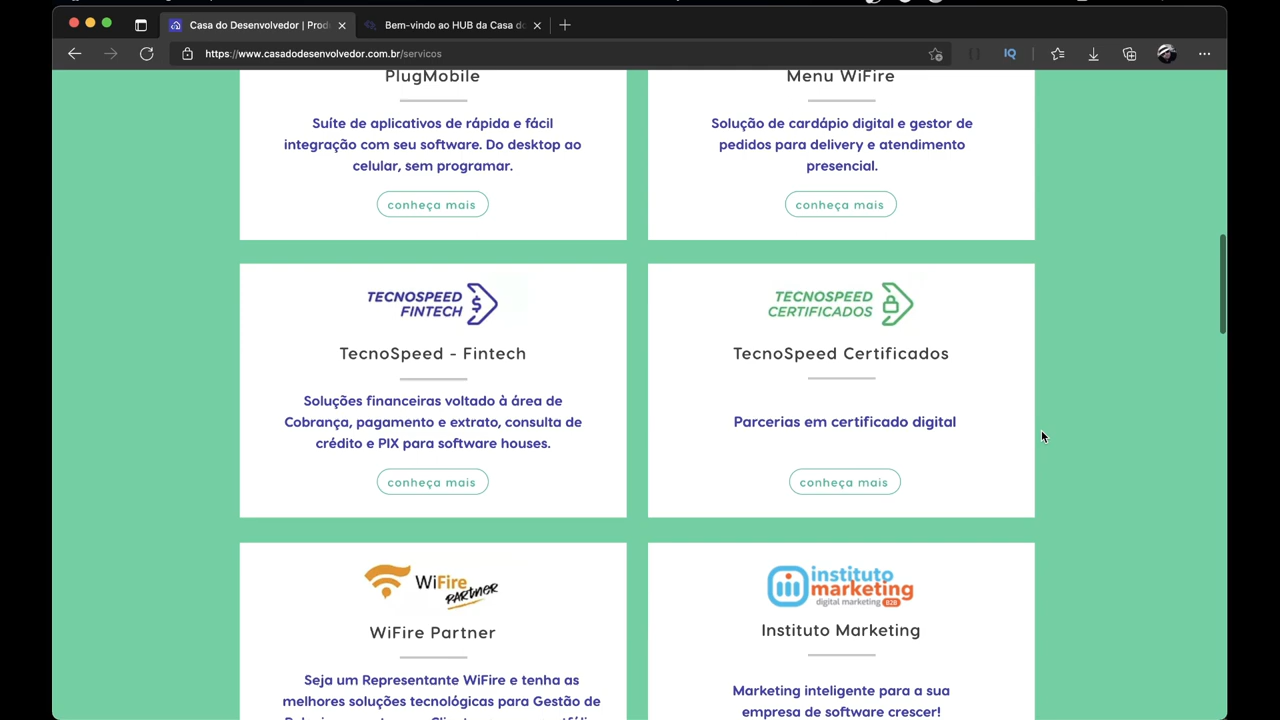 Casa do Desenvolvedor | Prod
Bem-vindo ao HUB da Casa do
https://www.casadodesenvolvedor.com.br/servicos
IQ
PlugMobile
Suíte de aplicativos de rápida e fácil
integração com seu software. Do desktop ao
celular, sem programar.
conheça mais
Menu WiFire
Solução de cardápio digital e gestor de
pedidos para delivery e atendimento
presencial.
conheça mais
TECNOSPEED
FINTECH
TecnoSpeed - Fintech
Soluções financeiras voltado à área de
Cobrança, pagamento e extrato, consulta de
crédito e PIX para software houses.
conheça mais
TECNOSPEED
CERTIFICADOS
TecnoSpeed Certificados
Parcerias em certificado digital
conheça mais
WiFire
PARTNER
WiFire Partner
Seja um Representante WiFire e tenha as
melhores soluções tecnológicas para Gestão de
instituto
marketing
digital marketing B2B
Instituto Marketing
Marketing inteligente para a sua
empresa de software crescer!